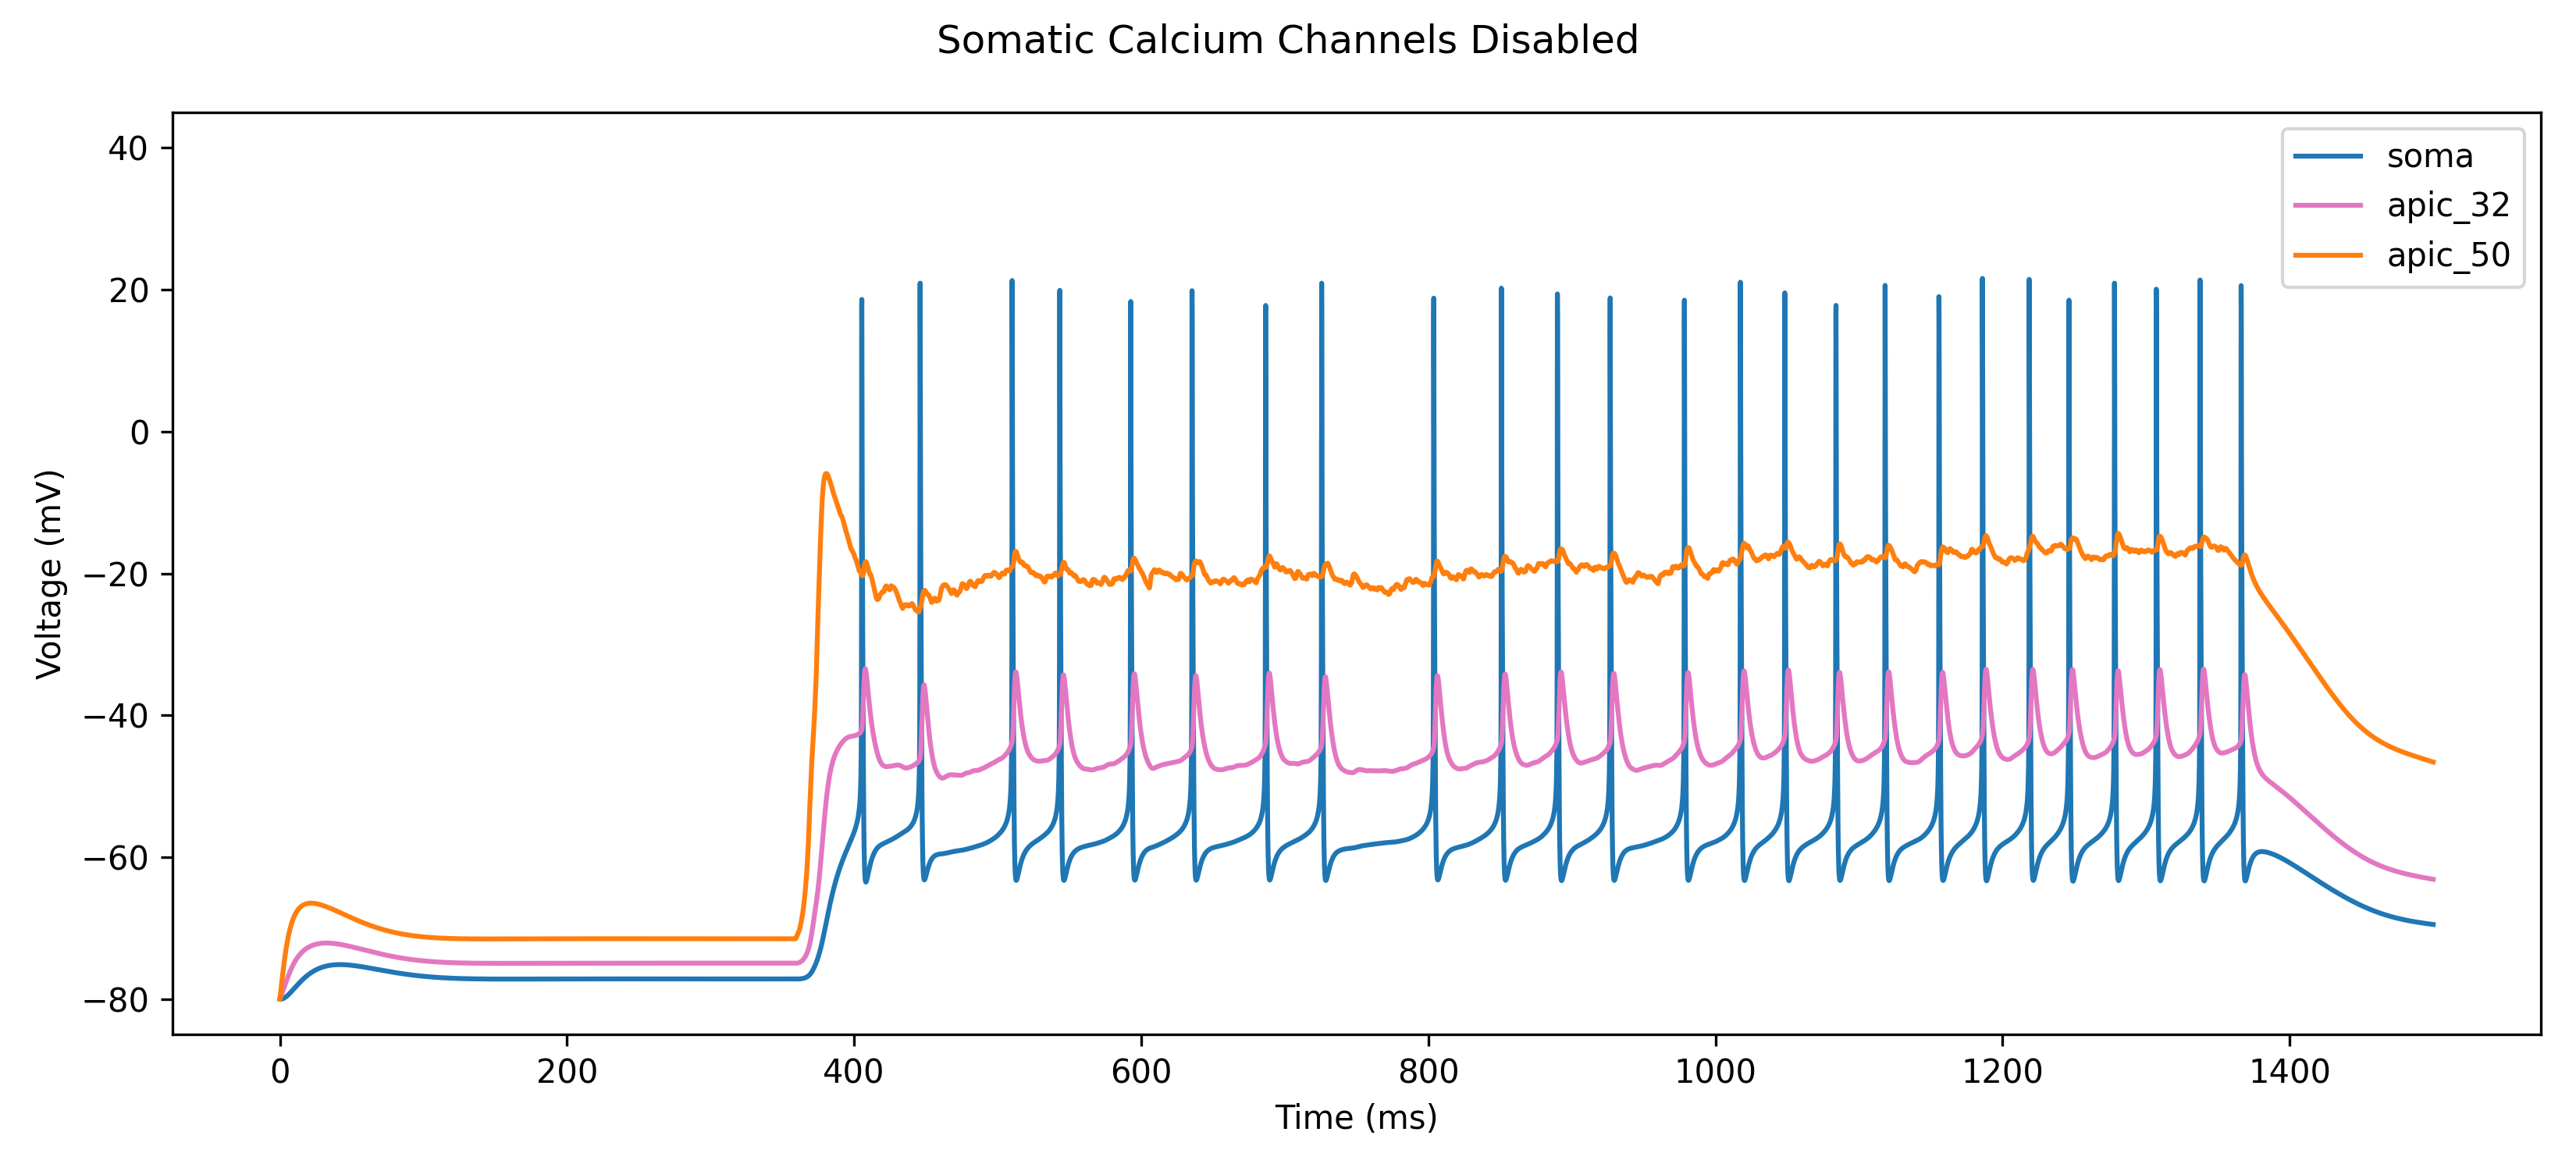 Somatic Calcium Channels Disabled
40
20
0
−20
−40
−60
−80
Voltage (mV)
soma
apic_32
apic_50
0
200
400
600
800
1000
1200
1400
Time (ms)